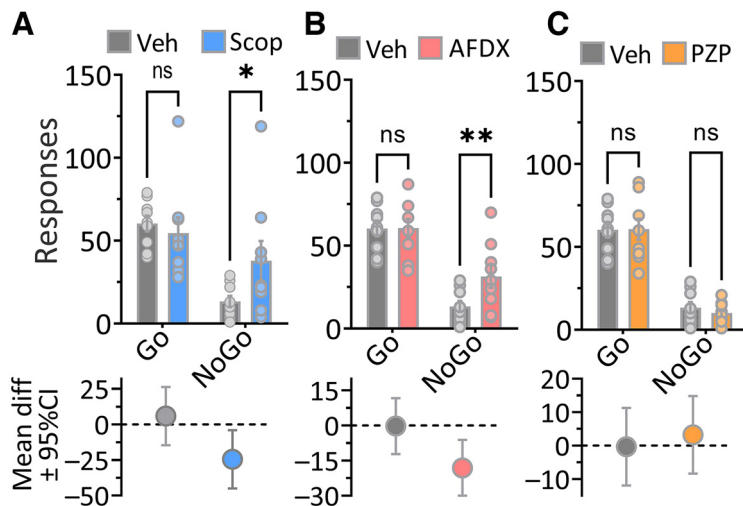 A
Veh Scop
ns *
150
100
50
0
Responses
Go NoGo
25
0
−25
−50
Mean diff
± 95%CI
B
Veh AFDX
ns **
150
100
50
0
Go NoGo
15
0
−15
−30
C
Veh PZP
ns ns
150
100
50
0
Go NoGo
20
10
0
−10